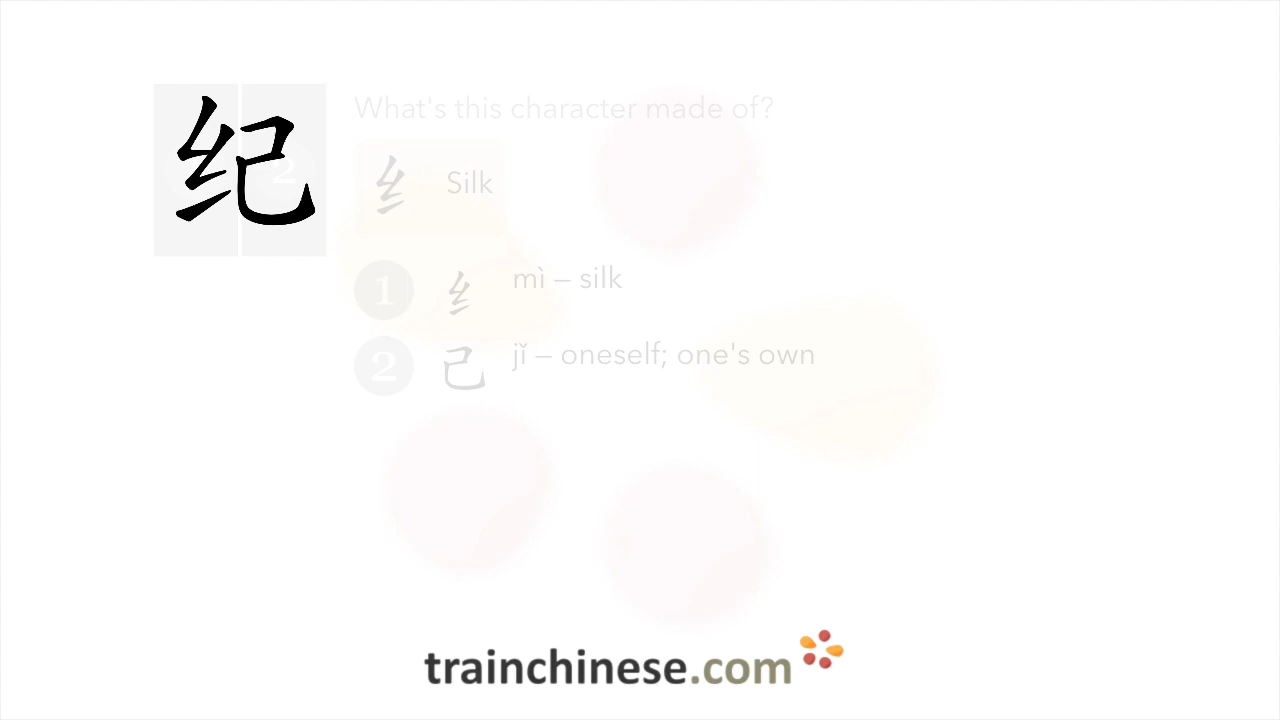 纪
What's this character made of?
纟 Silk
1 纟 mì – silk
2 己 jǐ – oneself; one's own
trainchinese.com